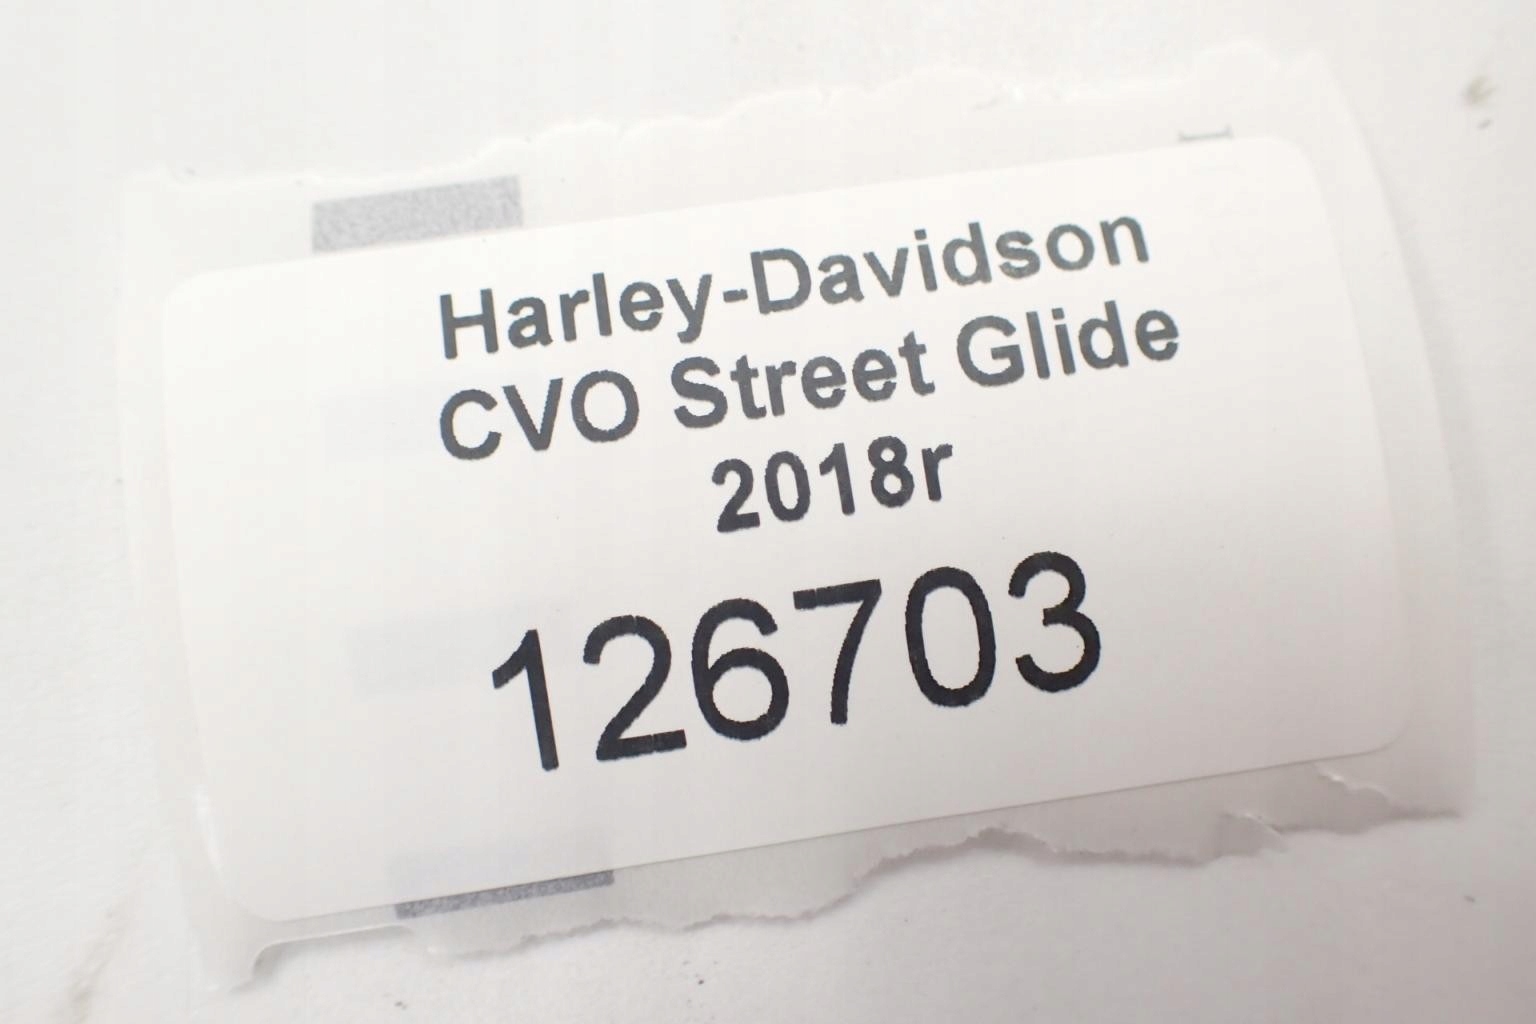 Harley-Davidson
CVO Street Glide
2018r
126703